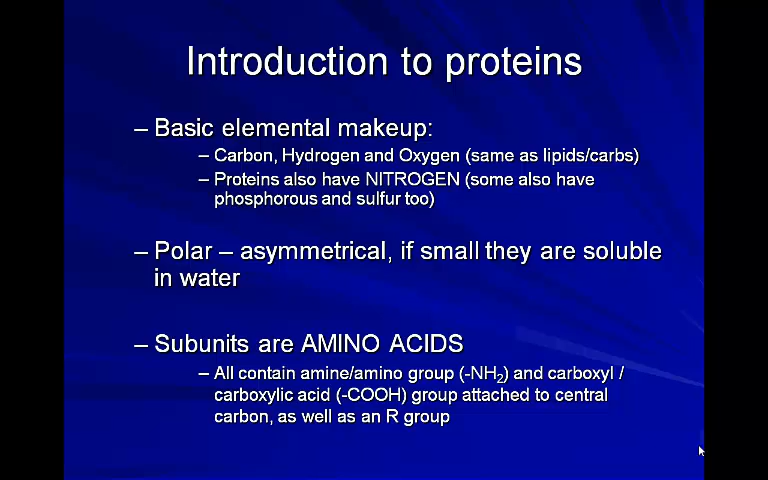 Introduction to proteins
– Basic elemental makeup:
– Carbon, Hydrogen and Oxygen (same as lipids/carbs)
– Proteins also have NITROGEN (some also have
phosphorous and sulfur too)
– Polar – asymmetrical, if small they are soluble
in water
– Subunits are AMINO ACIDS
– All contain amine/amino group (-NH₂) and carboxyl /
carboxylic acid (-COOH) group attached to central
carbon, as well as an R group